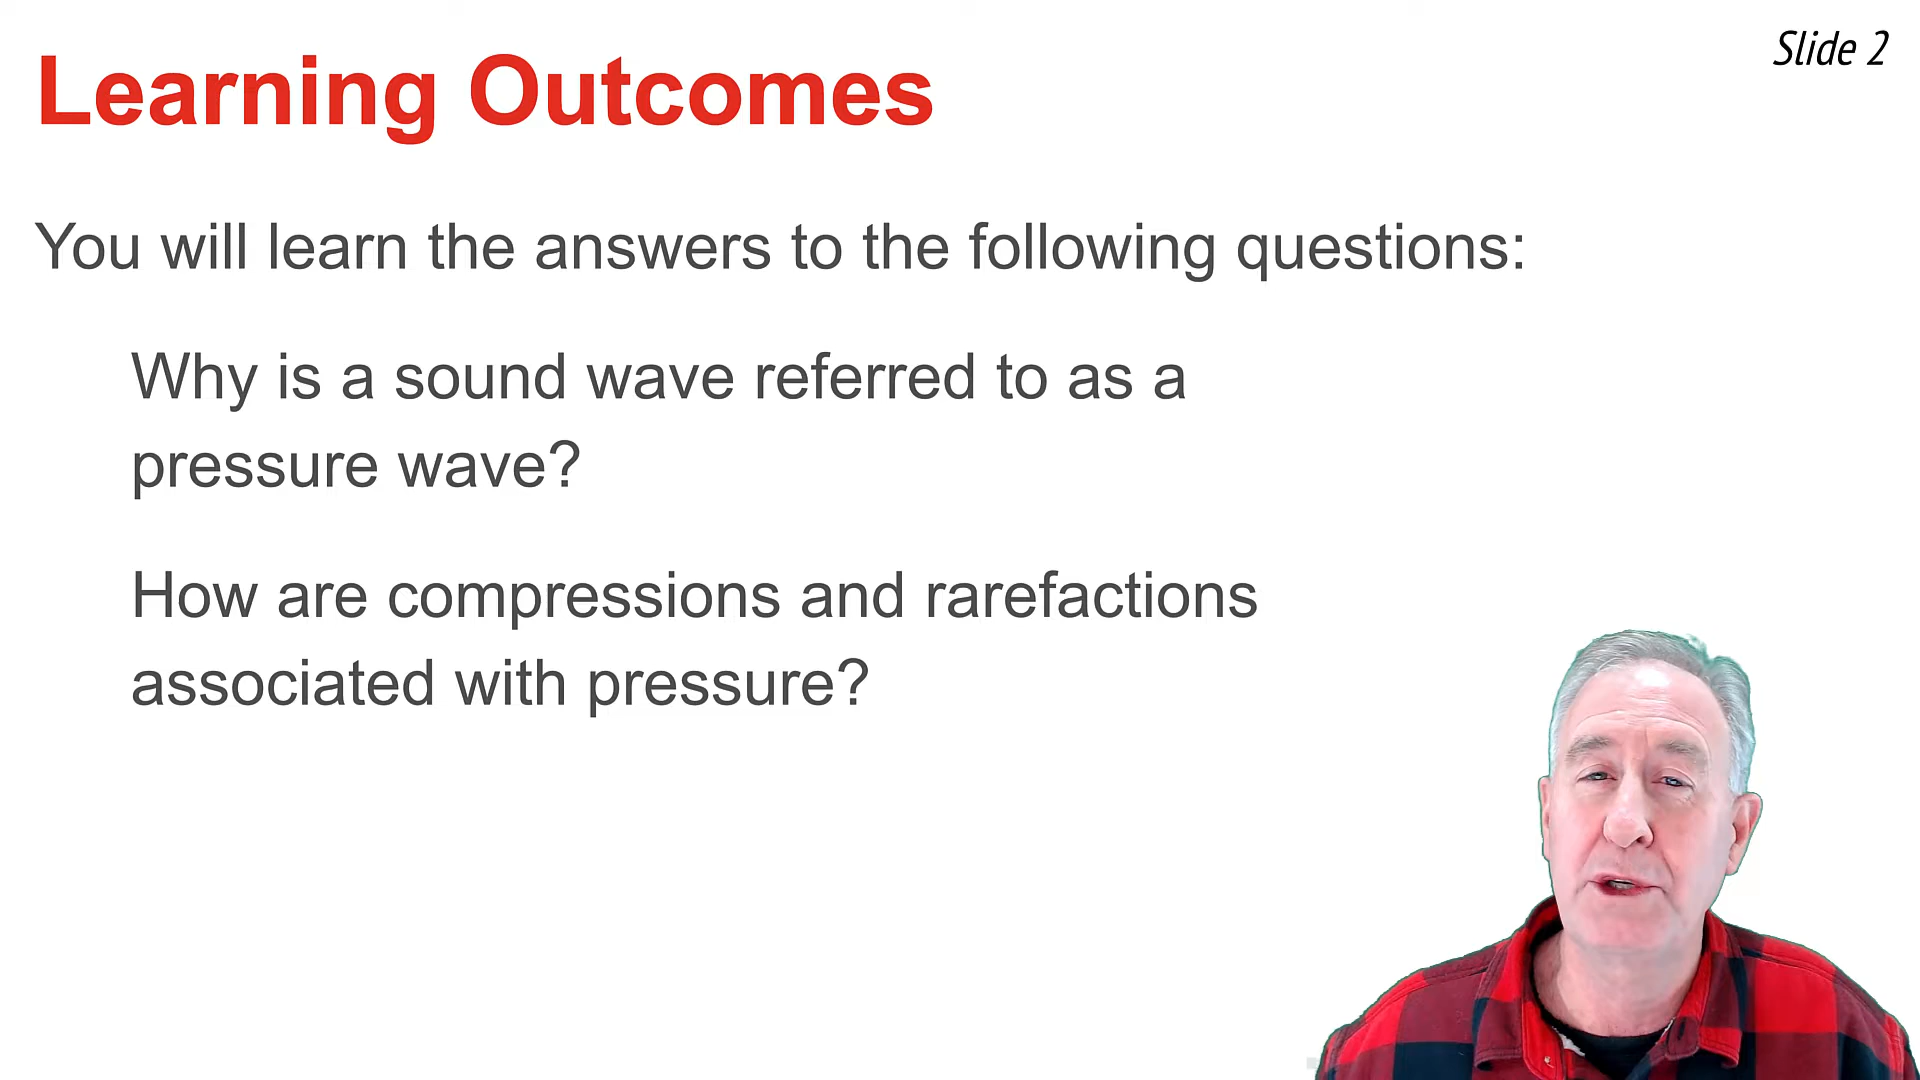 Slide 2
Learning Outcomes
You will learn the answers to the following questions:
Why is a sound wave referred to as a
pressure wave?
How are compressions and rarefactions
associated with pressure?